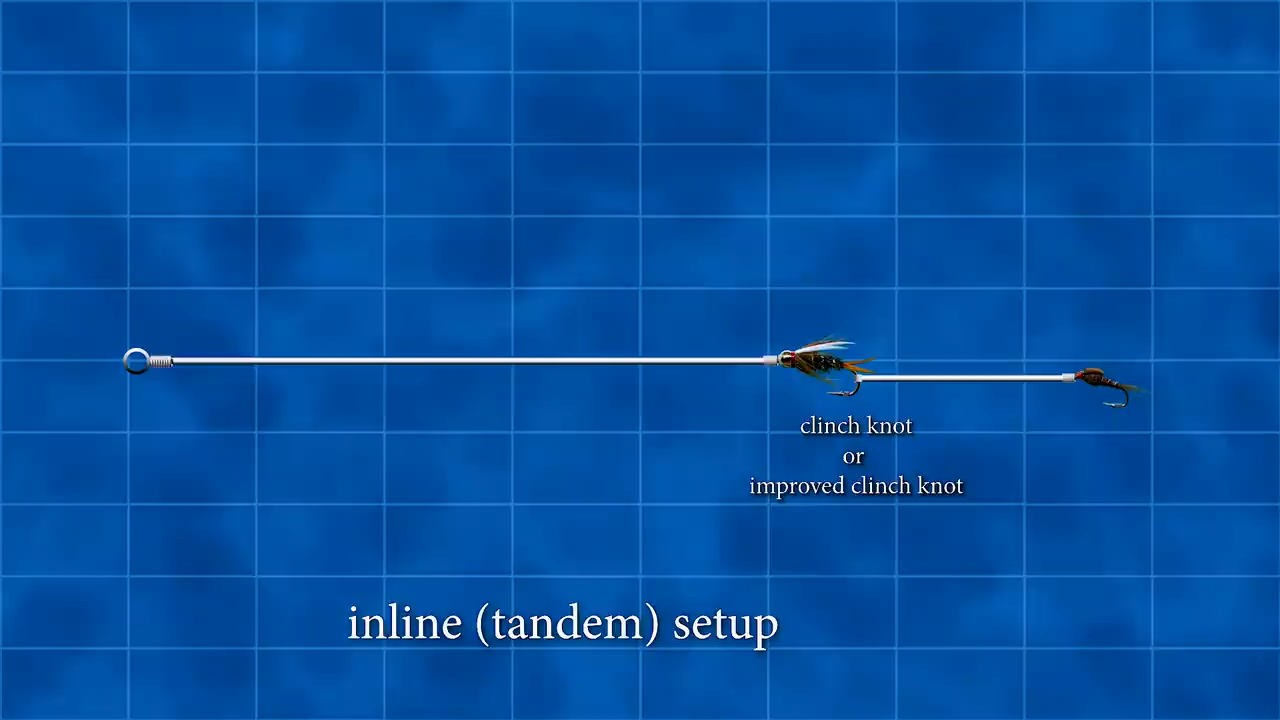 clinch knot
or
improved clinch knot
inline (tandem) setup